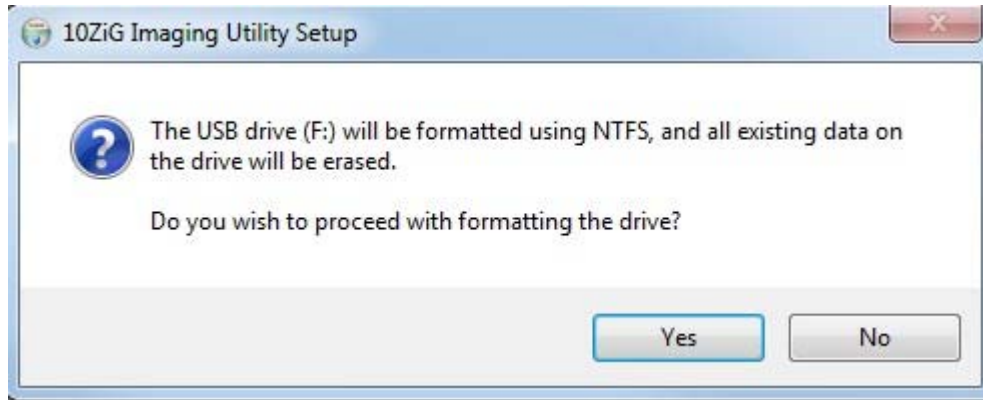 10ZiG Imaging Utility Setup
The USB drive (F:) will be formatted using NTFS, and all existing data on
the drive will be erased.
Do you wish to proceed with formatting the drive?
Yes
No